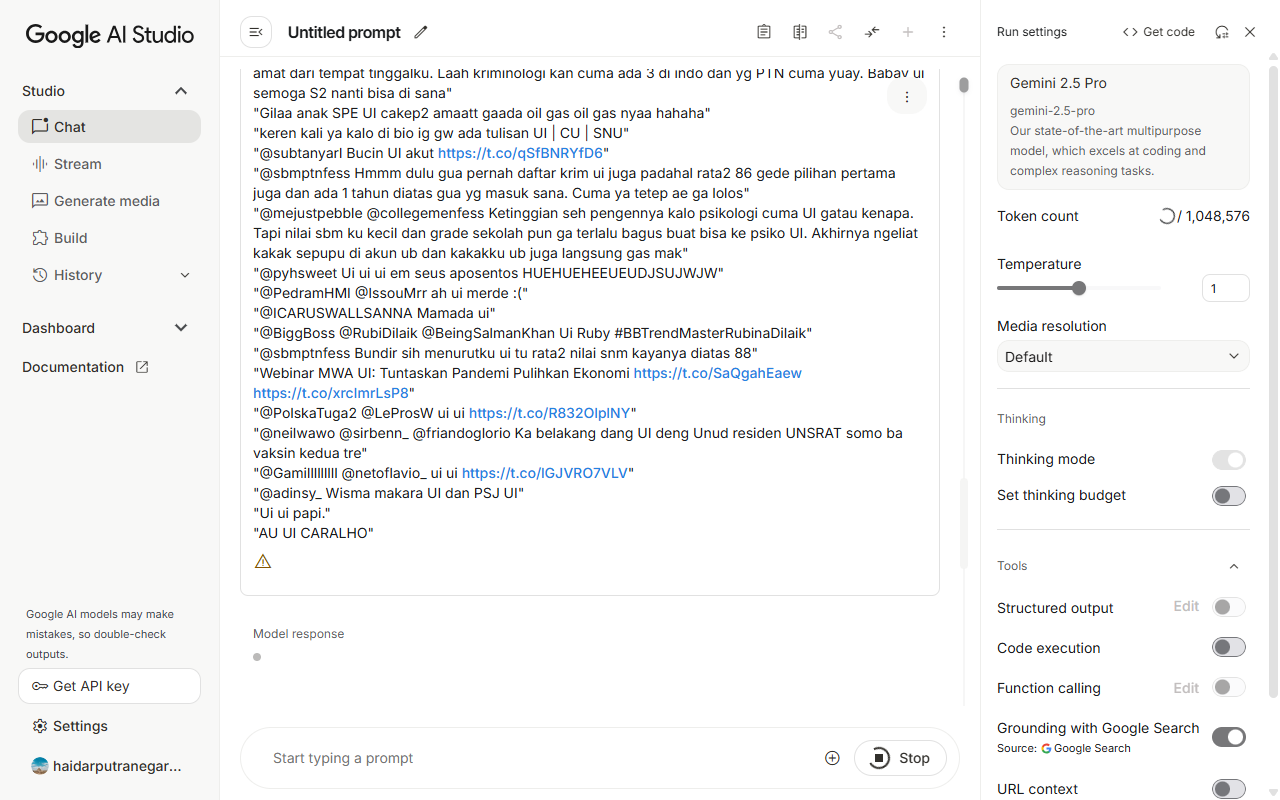 Google AI Studio
Studio
Chat
Stream
Generate media
Build
History
Dashboard
Documentation
Google AI models may make
mistakes, so double-check
outputs.
Get API key
Settings
haidarputranegar...
Untitled prompt
amat dari tempat tinggalku. Laah kriminologi kan cuma ada 3 di indo dan yg PTN cuma yuay. Babay ui
semoga S2 nanti bisa di sana"
"Gilaa anak SPE UI cakep2 amaatt gaada oil gas oil gas nyaa hahaha"
"keren kali ya kalo di bio ig gw ada tulisan UI | CU | SNU"
"@subtanyarl Bucin UI akut https://t.co/qSfBNRYfD6"
"@sbmptnfess Hmmm dulu gua pernah daftar krim ui juga padahal rata2 86 gede pilihan pertama
juga dan ada 1 tahun diatas gua yg masuk sana. Cuma ya tetep ae ga lolos"
"@mejustpebble @collegemenfess Ketinggian seh pengennya kalo psikologi cuma UI gatau kenapa.
Tapi nilai sbm ku kecil dan grade sekolah pun ga terlalu bagus buat bisa ke psiko UI. Akhirnya ngeliat
kakak sepupu di akun ub dan kakakku ub juga langsung gas mak"
"@pyhsweet Ui ui ui em seus aposentos HUEHUEHEEUEUDJSUJWJW"
"@PedramHMI @IssouMrr ah ui merde :("
"@ICARUSWALLSANNA Mamada ui"
"@BiggBoss @RubiDilaik @BeingSalmanKhan Ui Ruby #BBTrendMasterRubinaDilaik"
"@sbmptnfess Bundir sih menurutku ui tu rata2 nilai snm kayanya diatas 88"
"Webinar MWA UI: Tuntaskan Pandemi Pulihkan Ekonomi https://t.co/SaQgahEaew
https://t.co/xrcImrLsP8"
"@PolskaTuga2 @LeProsW ui ui https://t.co/R832OlplNY"
"@neilwawo @sirbenn_ @friandoglorio Ka belakang dang UI deng Unud residen UNSRAT somo ba
vaksin kedua tre"
"@Gamillllllllll @netoflavio_ ui ui https://t.co/lGJVRO7VLV"
"@adinsy_ Wisma makara UI dan PSJ UI"
"Ui ui papi."
"AU UI CARALHO"
Model response
Start typing a prompt
Stop
Run settings
Get code
Gemini 2.5 Pro
gemini-2.5-pro
Our state-of-the-art multipurpose
model, which excels at coding and
complex reasoning tasks.
Token count
/ 1,048,576
Temperature
1
Media resolution
Default
Thinking
Thinking mode
Set thinking budget
Tools
Structured output Edit
Code execution
Function calling Edit
Grounding with Google Search
Source: Google Search
URL context